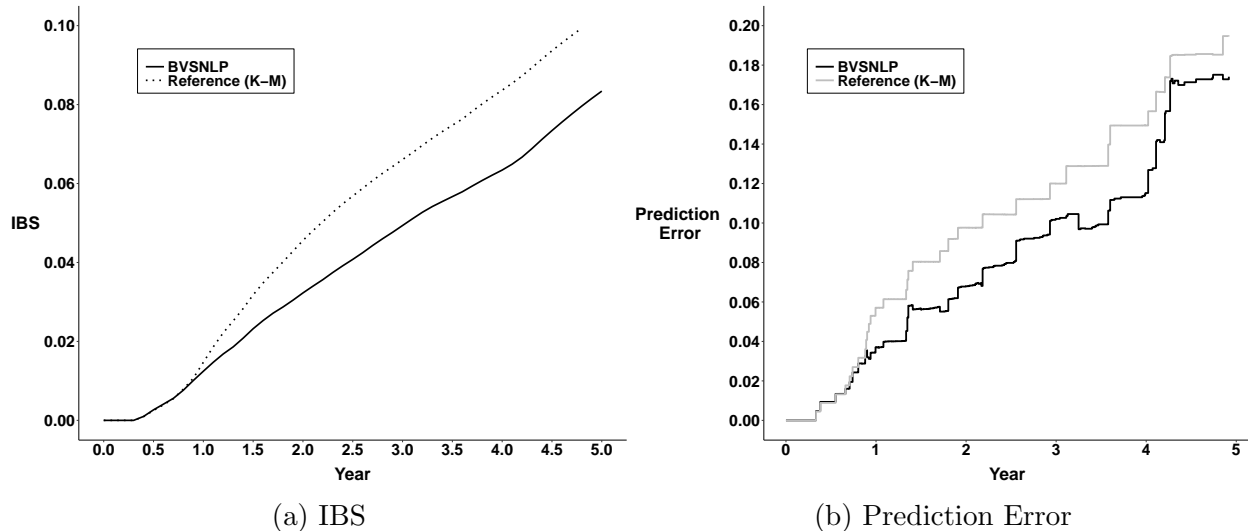 0.10
0.08
0.06
0.04
0.02
0.00
IBS
BVSNLP
Reference (K−M)
0.0 0.5 1.0 1.5 2.0 2.5 3.0 3.5 4.0 4.5 5.0
Year
(a) IBS
0.20
0.18
0.16
0.14
0.12
0.10
0.08
0.06
0.04
0.02
0.00
Prediction
Error
BVSNLP
Reference (K−M)
0 1 2 3 4 5
Year
(b) Prediction Error